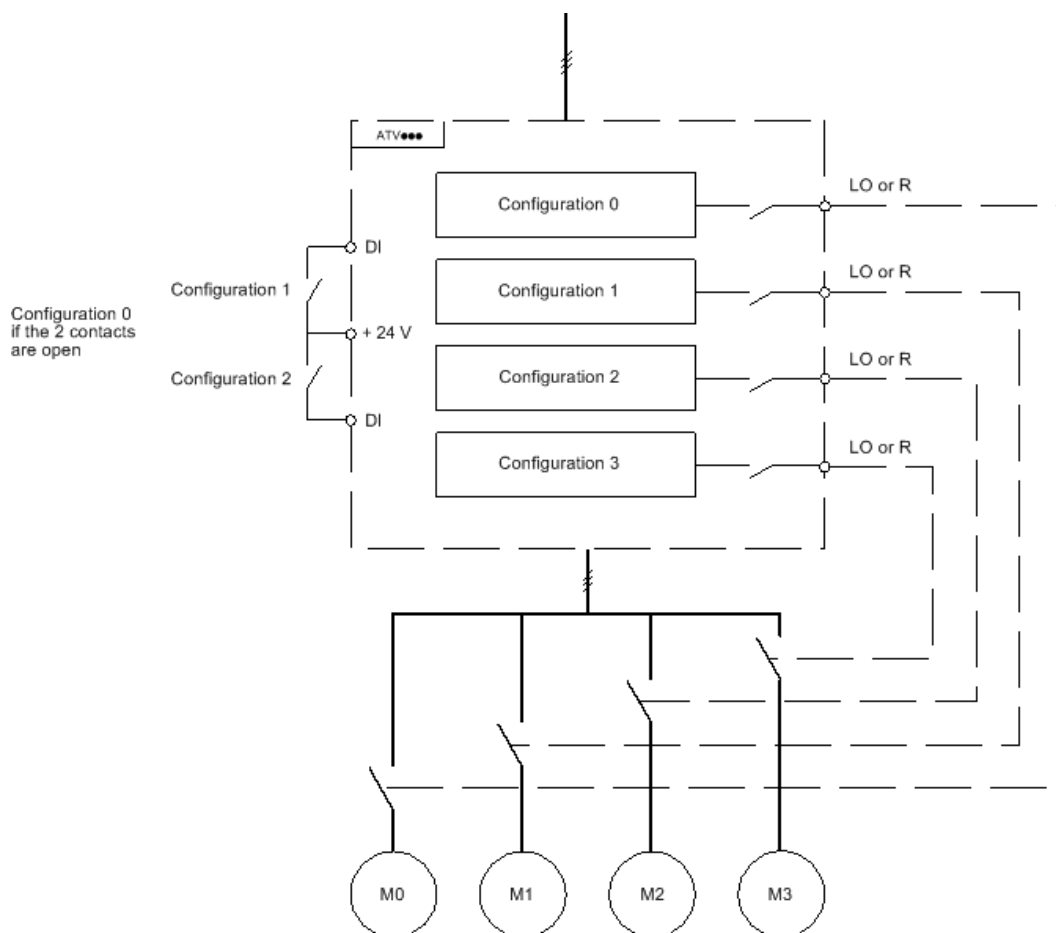 ATV●●●
Configuration 0
LO or R
DI
Configuration 1
LO or R
Configuration 1
Configuration 0
if the 2 contacts
are open
+ 24 V
Configuration 2
LO or R
Configuration 2
DI
Configuration 3
LO or R
M0
M1
M2
M3